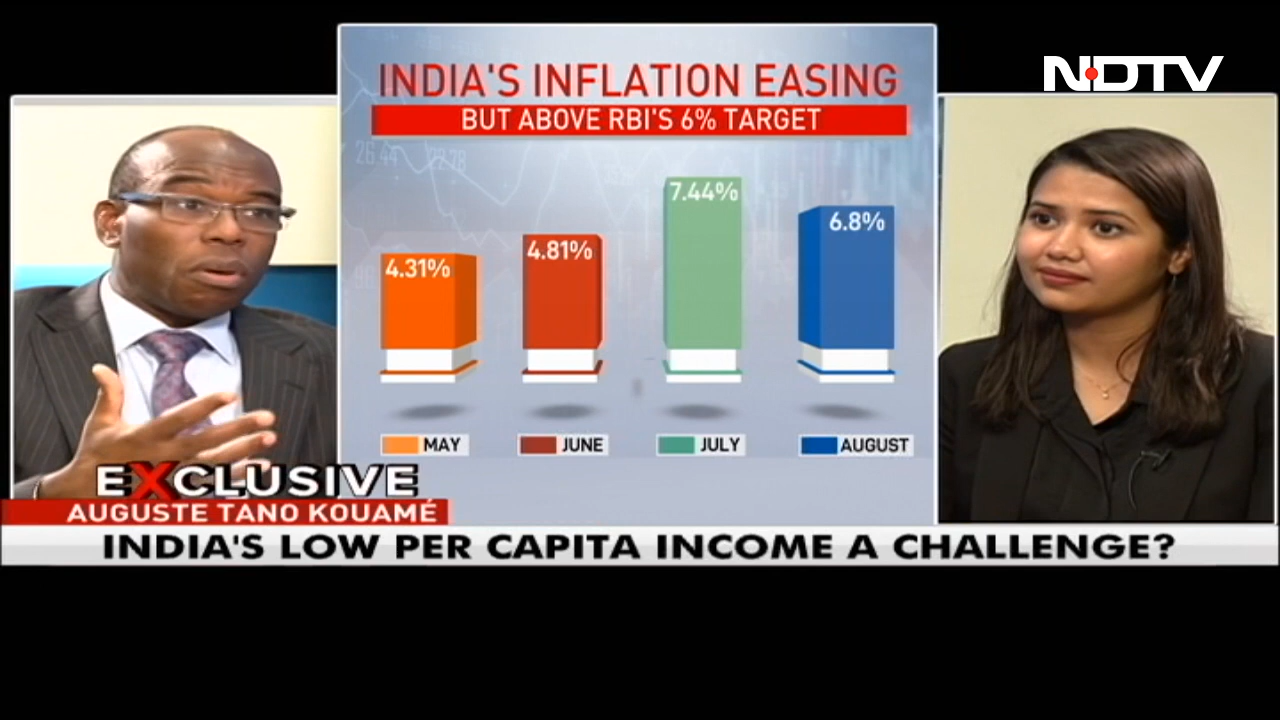 NDTV
INDIA'S INFLATION EASING
BUT ABOVE RBI'S 6% TARGET
4.31%
4.81%
7.44%
6.8%
MAY
JUNE
JULY
AUGUST
EXCLUSIVE
AUGUSTE TANO KOUAMÉ
INDIA'S LOW PER CAPITA INCOME A CHALLENGE?